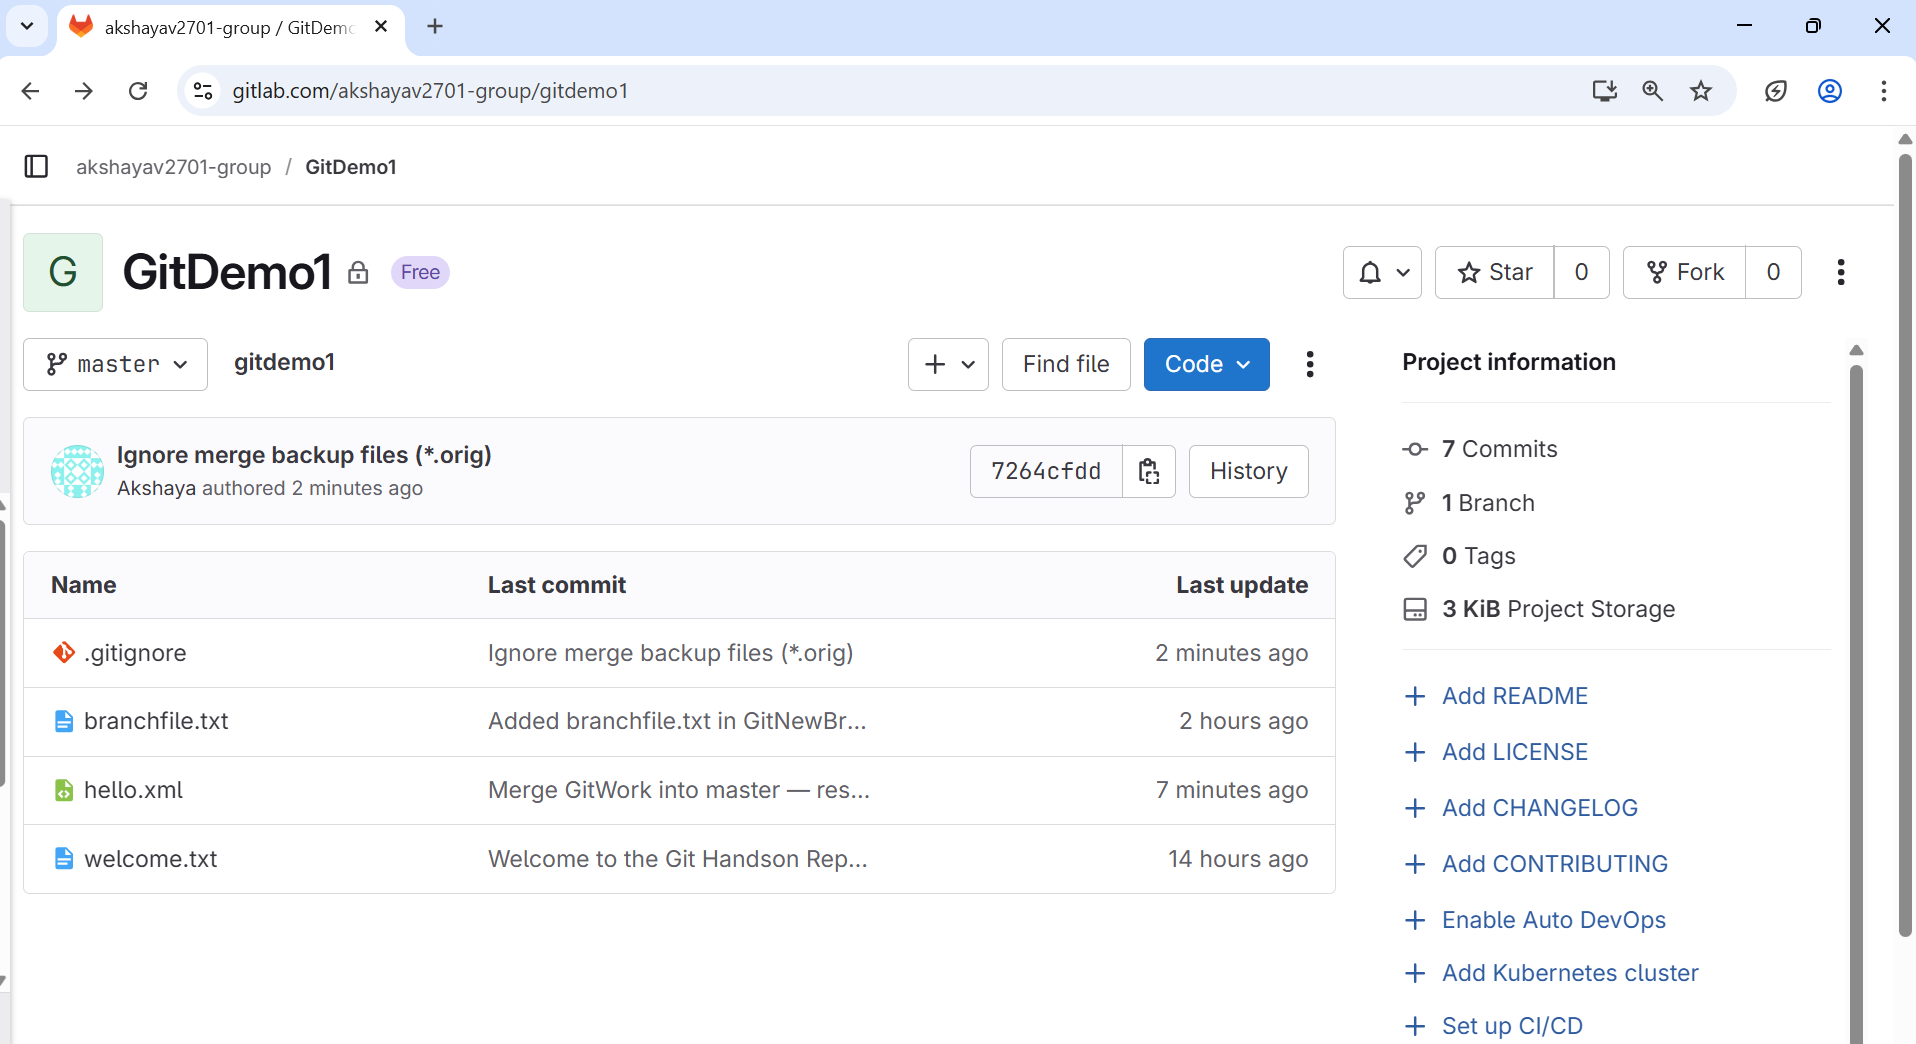 akshayav2701-group / GitDemo
gitlab.com/akshayav2701-group/gitdemo1
akshayav2701-group / GitDemo1
G
GitDemo1 Free
Star 0 Fork 0
master gitdemo1 Find file Code
Ignore merge backup files (*.orig)
Akshaya authored 2 minutes ago
7264cfdd History
Name Last commit Last update
.gitignore Ignore merge backup files (*.orig) 2 minutes ago
branchfile.txt Added branchfile.txt in GitNewBr... 2 hours ago
hello.xml Merge GitWork into master — res... 7 minutes ago
welcome.txt Welcome to the Git Handson Rep... 14 hours ago
Project information
7 Commits
1 Branch
0 Tags
3 KiB Project Storage
Add README
Add LICENSE
Add CHANGELOG
Add CONTRIBUTING
Enable Auto DevOps
Add Kubernetes cluster
Set up CI/CD